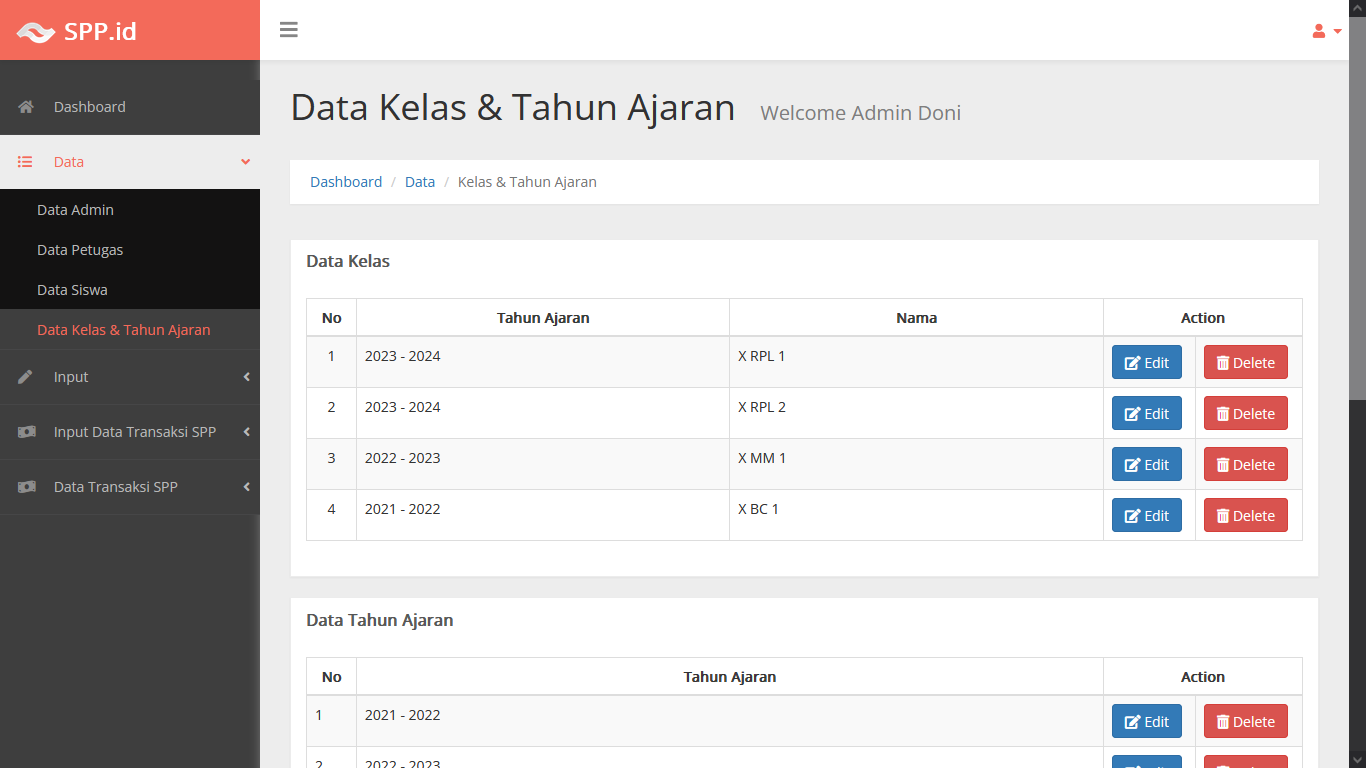 SPP.id
Dashboard
Data
Data Admin
Data Petugas
Data Siswa
Data Kelas & Tahun Ajaran
Input
Input Data Transaksi SPP
Data Transaksi SPP
Data Kelas & Tahun Ajaran Welcome Admin Doni
Dashboard / Data / Kelas & Tahun Ajaran
Data Kelas
No Tahun Ajaran Nama Action
1 2023 - 2024 X RPL 1 Edit Delete
2 2023 - 2024 X RPL 2 Edit Delete
3 2022 - 2023 X MM 1 Edit Delete
4 2021 - 2022 X BC 1 Edit Delete
Data Tahun Ajaran
No Tahun Ajaran Action
1 2021 - 2022 Edit Delete
2 2022 - 2023 Edit Delete